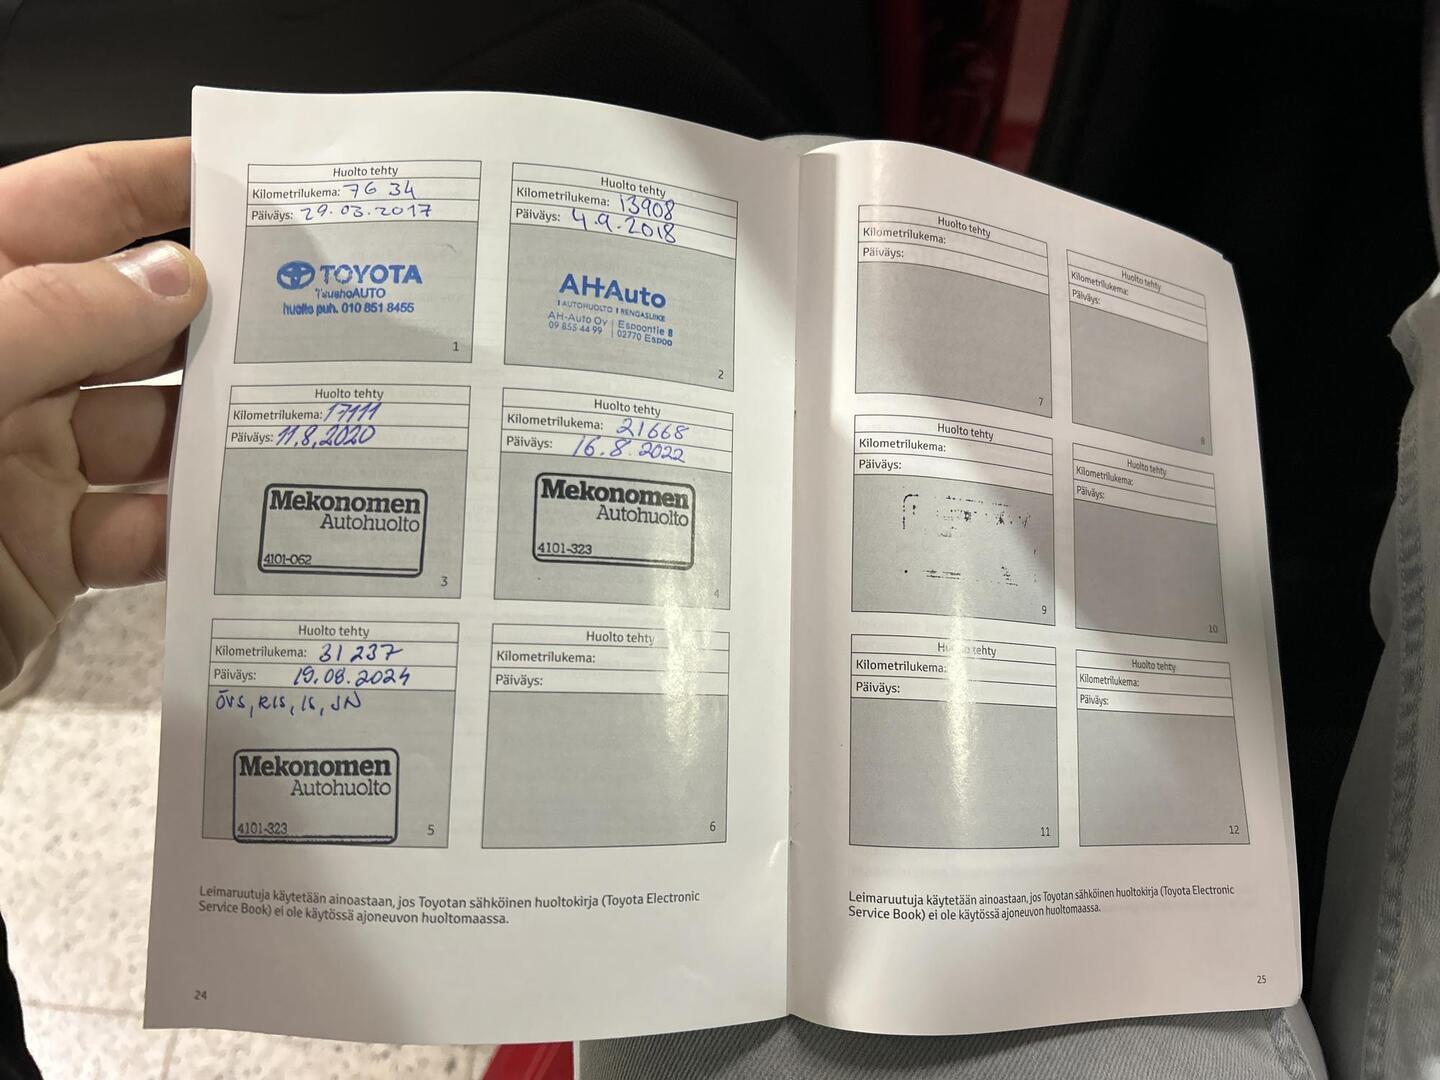 Huolto tehty
Kilometrilukema: 7634
Päiväys: 29.03.2017
TOYOTA
TsushoAUTO
huolto puh. 010 851 8455
1
Huolto tehty
Kilometrilukema: 13908
Päiväys: 4.9.2018
AH-Auto
AUTOHUOLTO RENGASLIIKE
AH-Auto Oy Espoontie 8
09 855 44 99 02770 Espoo
2
Huolto tehty
Kilometrilukema: 17111
Päiväys: 11.8.2020
Mekonomen
Autohuolto
4101-062
3
Huolto tehty
Kilometrilukema: 21668
Päiväys: 16.8.2022
Mekonomen
Autohuolto
4101-323
4
Huolto tehty
Kilometrilukema: 31237
Päiväys: 19.08.2024
ÖVS, RIS, IS, JN
Mekonomen
Autohuolto
4101-323
5
Huolto tehty
Kilometrilukema:
Päiväys:
6
Leimaruutuja käytetään ainoastaan, jos Toyotan sähköinen huoltokirja (Toyota Electronic
Service Book) ei ole käytössä ajoneuvon huoltomaassa.
24
Huolto tehty
Kilometrilukema:
Päiväys:
7
Huolto tehty
Kilometrilukema:
Päiväys:
8
Huolto tehty
Kilometrilukema:
Päiväys:
9
Huolto tehty
Kilometrilukema:
Päiväys:
10
Huolto tehty
Kilometrilukema:
Päiväys:
11
Huolto tehty
Kilometrilukema:
Päiväys:
12
Leimaruutuja käytetään ainoastaan, jos Toyotan sähköinen huoltokirja (Toyota Electronic
Service Book) ei ole käytössä ajoneuvon huoltomaassa.
25